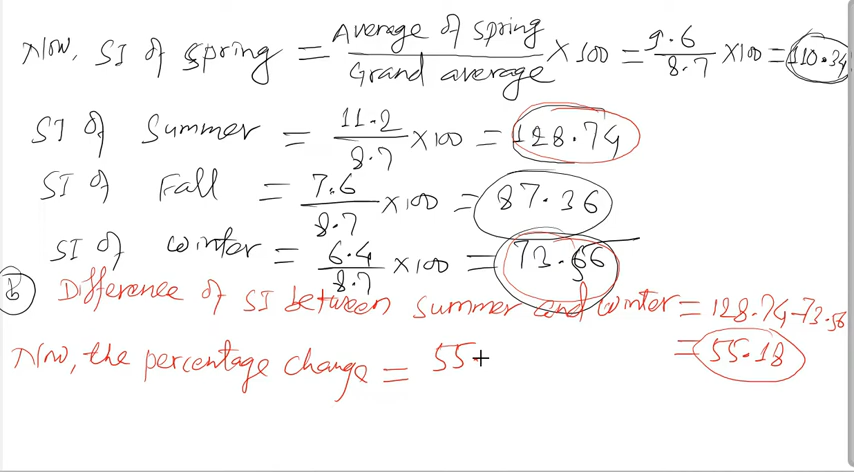 Now, SI of spring = Average of spring / Grand average × 100 = 9.6 / 8.7 × 100 = 110.34
SI of Summer = 11.2 / 8.7 × 100 = 128.74
SI of Fall = 7.6 / 8.7 × 100 = 87.36
SI of winter = 6.4 / 8.7 × 100 = 73.56
b Difference of SI between summer and winter = 128.74-73.56
= 55.18
Now, the percentage change = 55